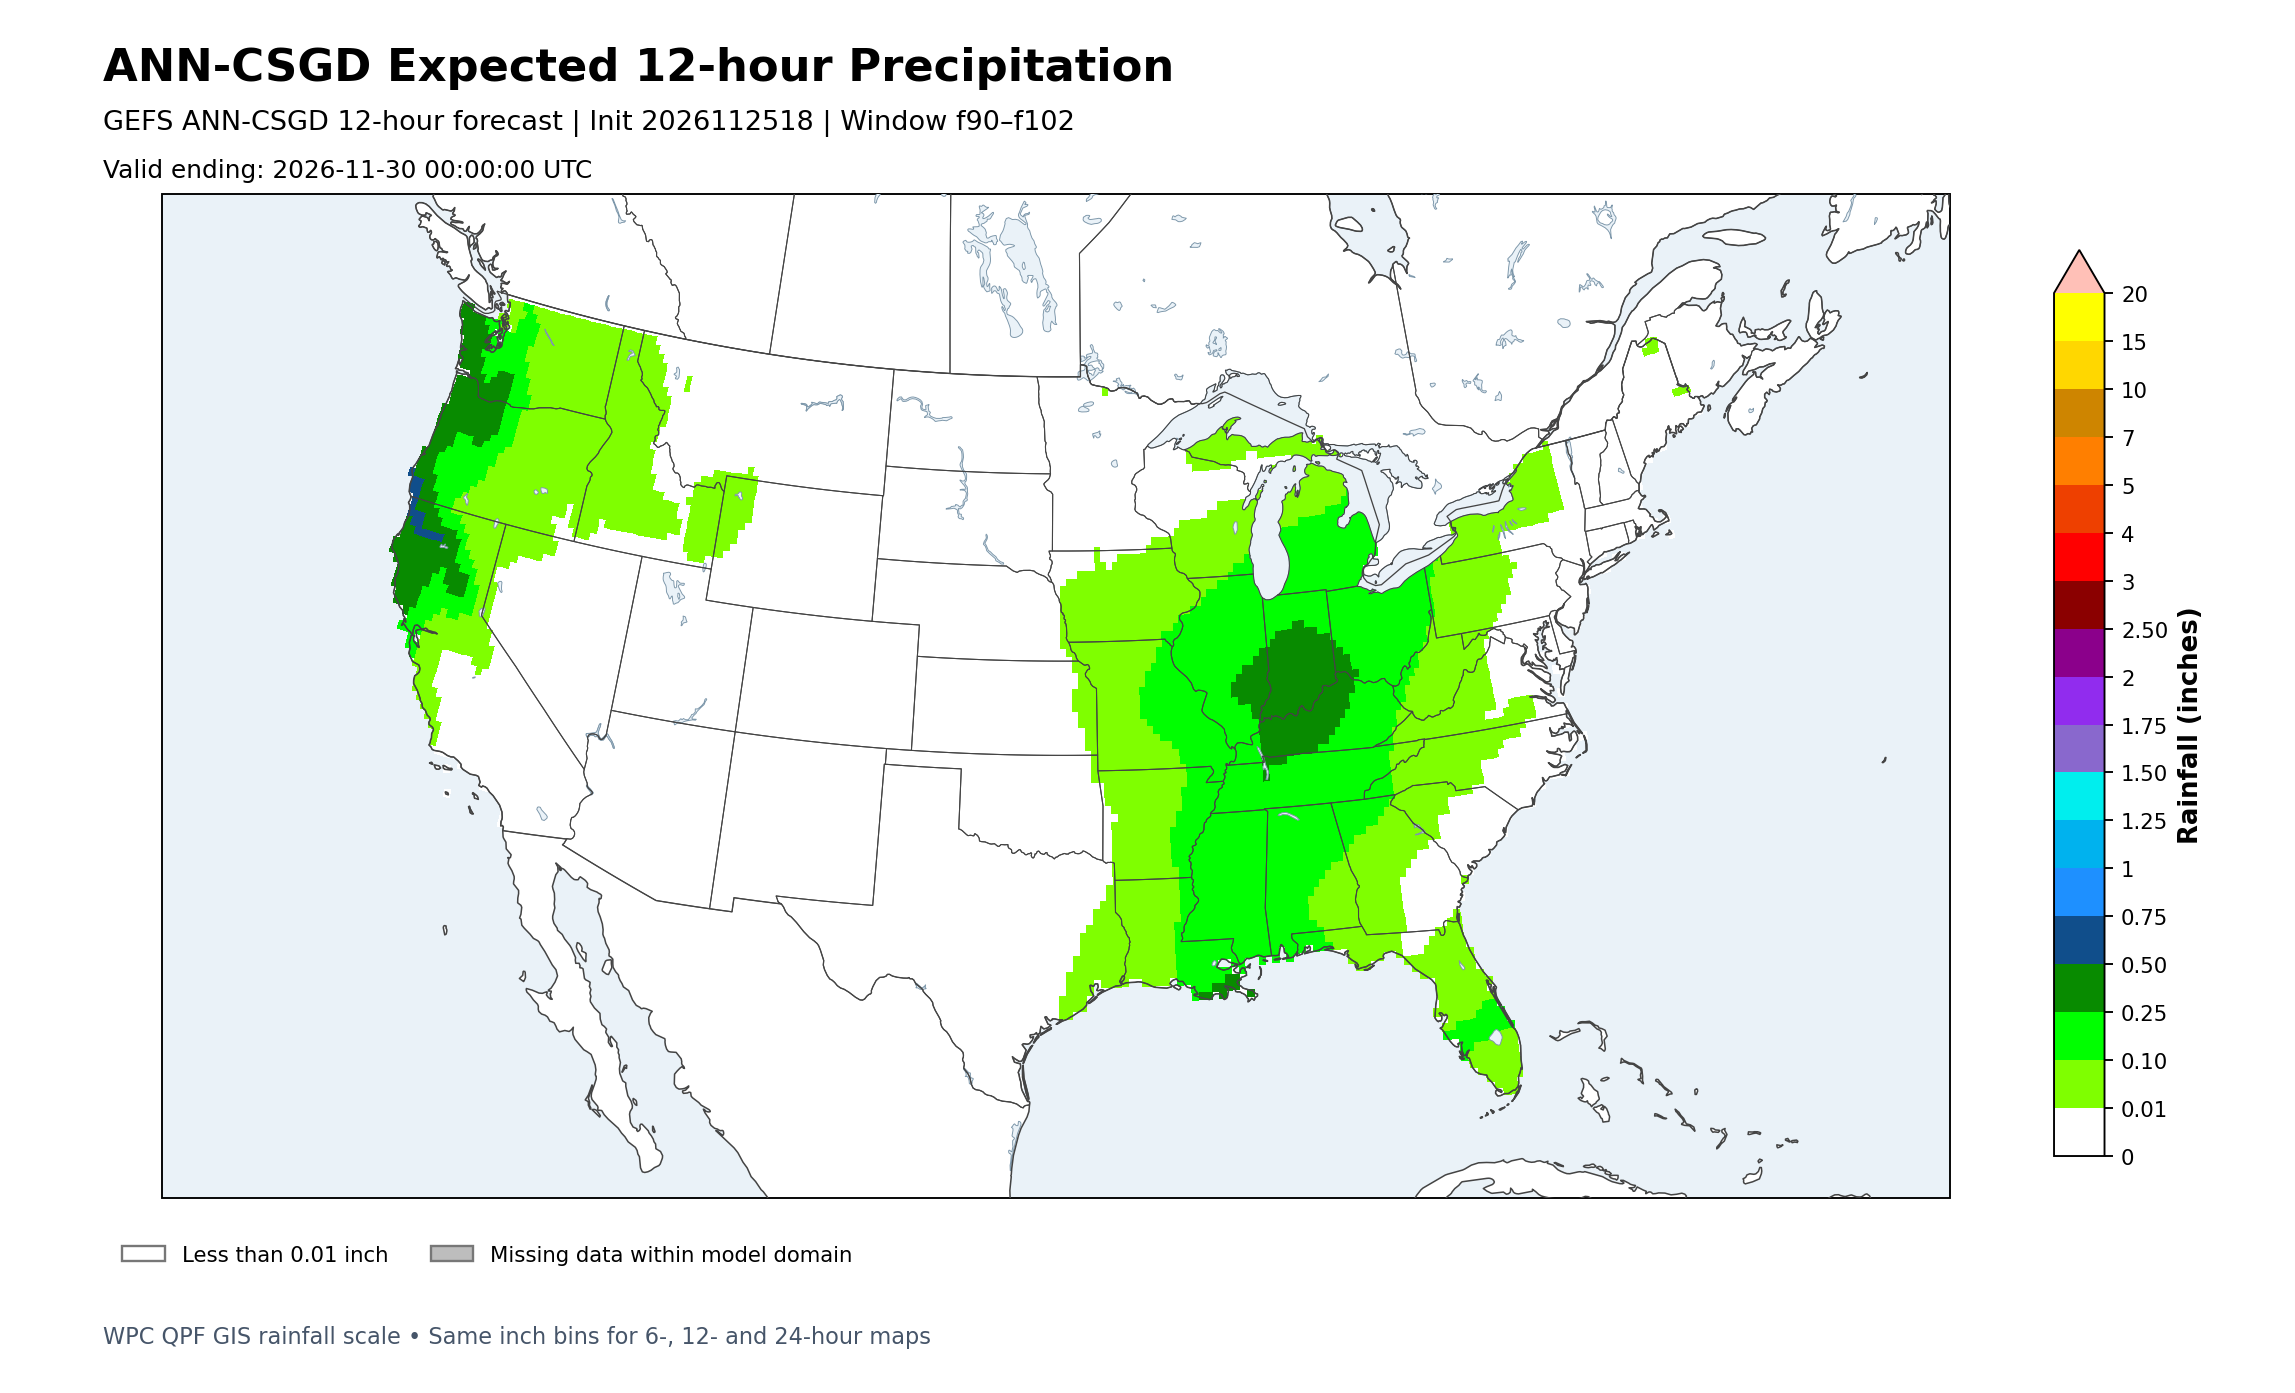 ANN-CSGD Expected 12-hour Precipitation
GEFS ANN-CSGD 12-hour forecast | Init 2026112518 | Window f90–f102
Valid ending: 2026-11-30 00:00:00 UTC
20
15
10
7
5
4
3
2.50
2
1.75
1.50
1.25
1
0.75
0.50
0.25
0.10
0.01
0
Rainfall (inches)
Less than 0.01 inch
Missing data within model domain
WPC QPF GIS rainfall scale • Same inch bins for 6-, 12- and 24-hour maps